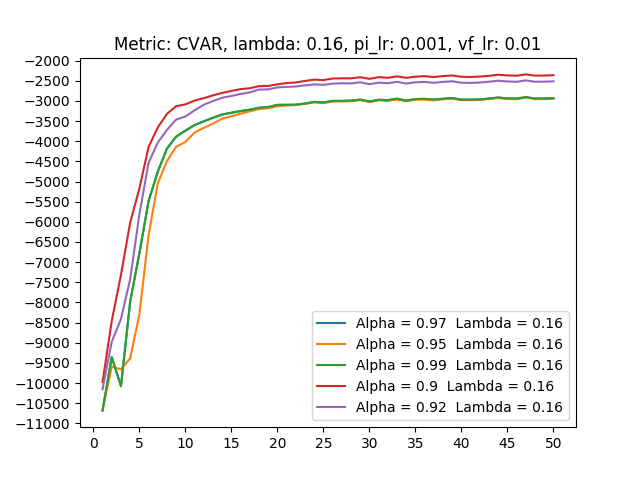 Metric: CVAR, lambda: 0.16, pi_lr: 0.001, vf_lr: 0.01
−2000
−2500
−3000
−3500
−4000
−4500
−5000
−5500
−6000
−6500
−7000
−7500
−8000
−8500
−9000
−9500
−10000
−10500
−11000
Alpha = 0.97 Lambda = 0.16
Alpha = 0.95 Lambda = 0.16
Alpha = 0.99 Lambda = 0.16
Alpha = 0.9 Lambda = 0.16
Alpha = 0.92 Lambda = 0.16
0 5 10 15 20 25 30 35 40 45 50